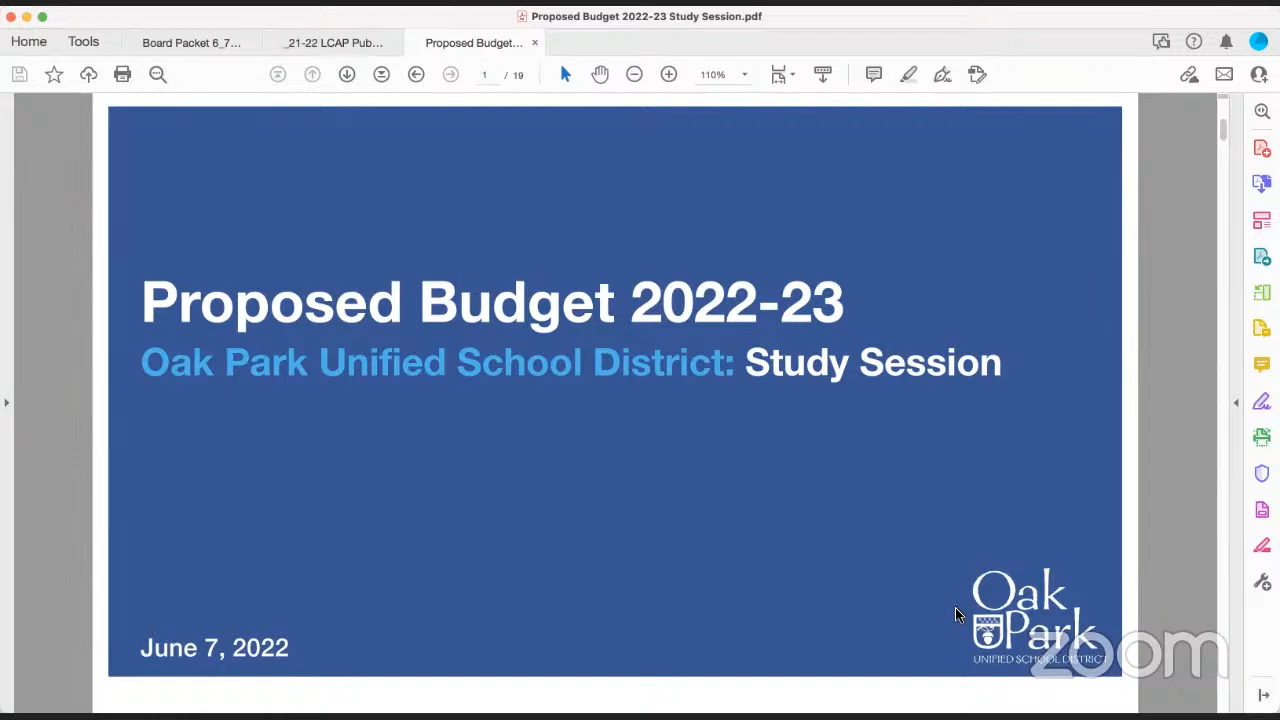 Proposed Budget 2022-23 Study Session.pdf
Home
Tools
Board Packet 6_7...
_21-22 LCAP Pub...
Proposed Budget...
1 / 19
110%
Proposed Budget 2022-23
Oak Park Unified School District: Study Session
June 7, 2022
Oak
Park
UNIFIED SCHOOL DISTRICT
zoom